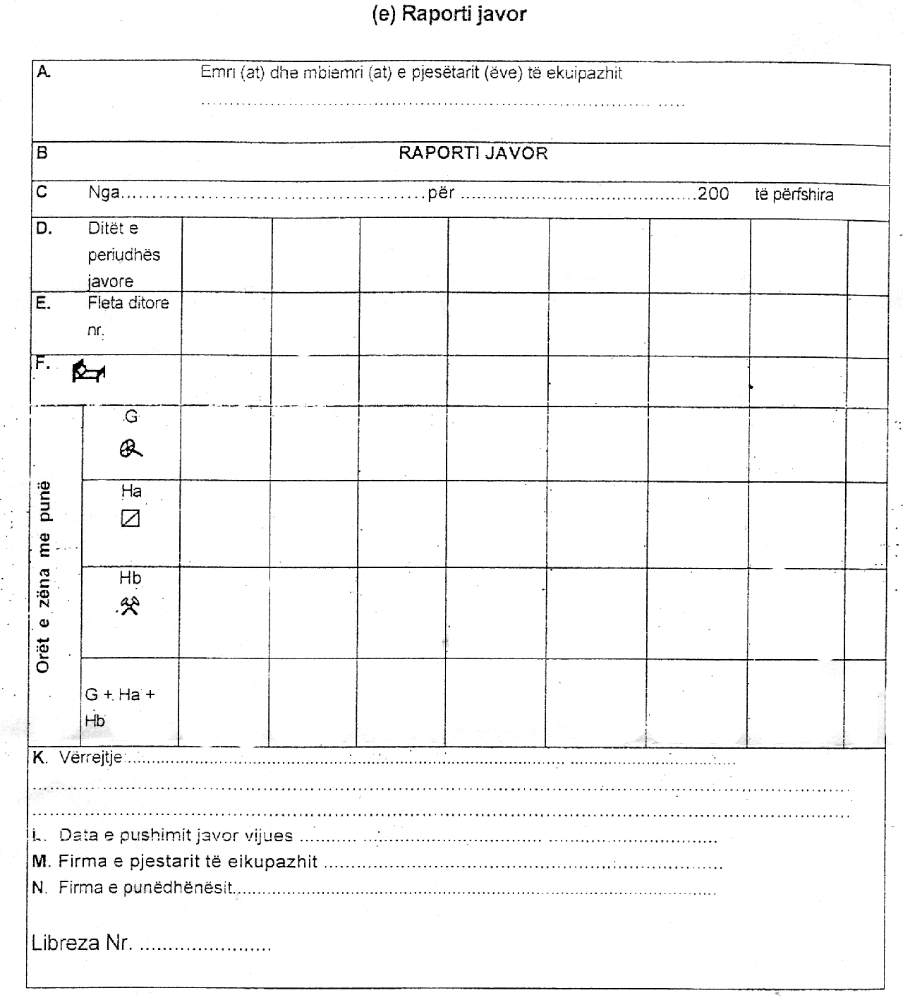 (e) Raporti javor
A. Emri (at) dhe mbiemri (at) e pjesëtarit (ëve) të ekuipazhit
........................................................................................
B RAPORTI JAVOR
C Nga................................................për ......................................200 të përfshira
D. Ditët e
periudhës
javore
E. Fleta ditore
nr.
F.
Orët e zëna me punë
G
Ha
Hb
G + Ha +
Hb
K. Vërrejtje:..............................................................................................................
..............................................................................................................................................
..............................................................................................................................................
L. Data e pushimit javor vijues ..........................................................................
M. Firma e pjestarit të eikupazhit ......................................................................
N. Firma e punëdhënësit.....................................................................................
Libreza Nr. .......................